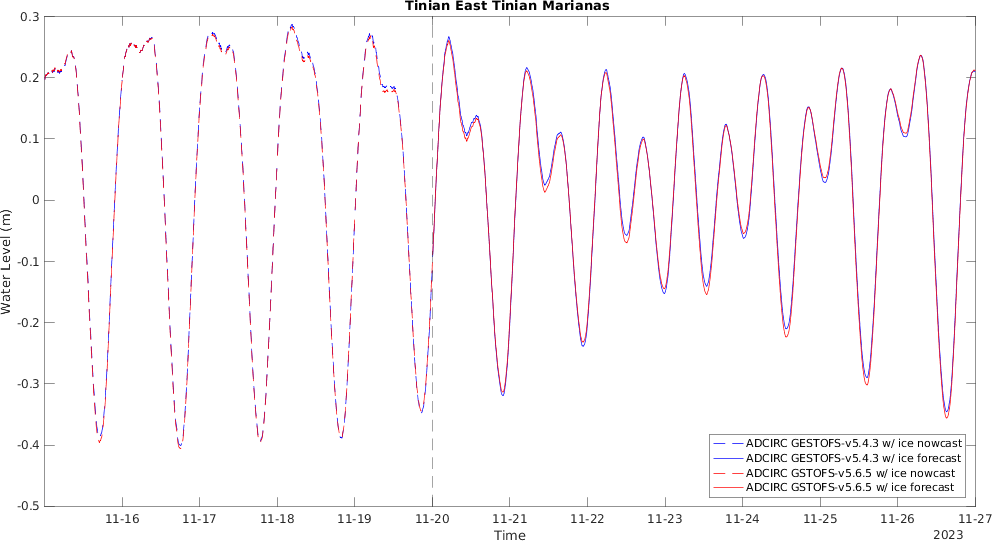 Tinian East Tinian Marianas
Water Level (m)
0.3
0.2
0.1
0
-0.1
-0.2
-0.3
-0.4
-0.5
ADCIRC GESTOFS-v5.4.3 w/ ice nowcast
ADCIRC GESTOFS-v5.4.3 w/ ice forecast
ADCIRC GSTOFS-v5.6.5 w/ ice nowcast
ADCIRC GSTOFS-v5.6.5 w/ ice forecast
11-16 11-17 11-18 11-19 11-20 11-21 11-22 11-23 11-24 11-25 11-26 11-27
Time
2023